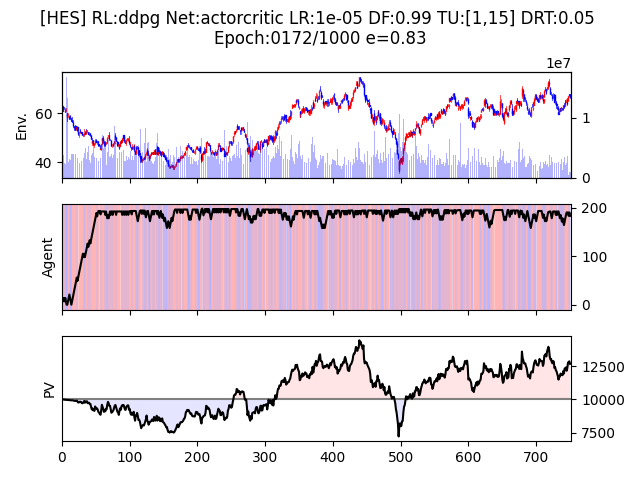 [HES] RL:ddpg Net:actorcritic LR:1e-05 DF:0.99 TU:[1,15] DRT:0.05
Epoch:0172/1000 e=0.83
1e7
Env.
60
40
1
0
Agent
200
100
0
PV
12500
10000
7500
0 100 200 300 400 500 600 700